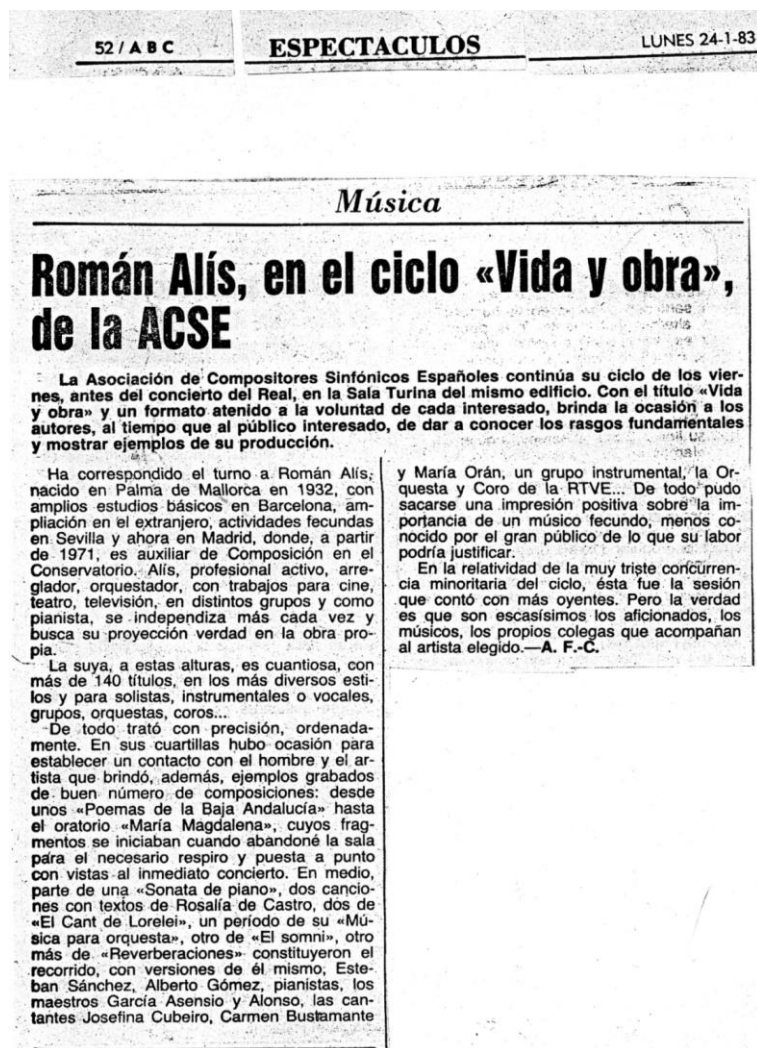 52 / A B C
ESPECTACULOS
LUNES 24-1-83
Música
Román Alís, en el ciclo «Vida y obra»,
de la ACSE
La Asociación de Compositores Sinfónicos Españoles continúa su ciclo de los vier-
nes, antes del concierto del Real, en la Sala Turina del mismo edificio. Con el título «Vida
y obra» y un formato atenido a la voluntad de cada interesado, brinda la ocasión a los
autores, al tiempo que al público interesado, de dar a conocer los rasgos fundamentales
y mostrar ejemplos de su producción.
Ha correspondido el turno a Román Alís,
nacido en Palma de Mallorca en 1932, con
amplios estudios básicos en Barcelona, am-
pliación en el extranjero, actividades fecundas
en Sevilla y ahora en Madrid, donde, a partir
de 1971, es auxiliar de Composición en el
Conservatorio. Alís, profesional activo, arre-
glador, orquestador, con trabajos para cine,
teatro, televisión, en distintos grupos y como
pianista, se independiza más cada vez y
busca su proyección verdad en la obra pro-
pia.
La suya, a estas alturas, es cuantiosa, con
más de 140 títulos, en los más diversos esti-
los y para solistas, instrumentales o vocales,
grupos, orquestas, coros...
De todo trató con precisión, ordenada-
mente. En sus cuartillas hubo ocasión para
establecer un contacto con el hombre y el ar-
tista que brindó, además, ejemplos grabados
de buen número de composiciones: desde
unos «Poemas de la Baja Andalucía» hasta
el oratorio «María Magdalena», cuyos frag-
mentos se iniciaban cuando abandoné la sala
para el necesario respiro y puesta a punto
con vistas al inmediato concierto. En medio,
parte de una «Sonata de piano», dos cancio-
nes con textos de Rosalía de Castro, dos de
«El Cant de Lorelei», un período de su «Mú-
sica para orquesta», otro de «El somni», otro
más de «Reverberaciones» constituyeron el
recorrido, con versiones de él mismo, Este-
ban Sánchez, Alberto Gómez, pianistas, los
maestros García Asensio y Alonso, las can-
tantes Josefina Cubeiro, Carmen Bustamante
y María Orán, un grupo instrumental, la Or-
questa y Coro de la RTVE... De todo pudo
sacarse una impresión positiva sobre la im-
portancia de un músico fecundo, menos co-
nocido por el gran público de lo que su labor
podría justificar.
En la relatividad de la muy triste concurren-
cia minoritaria del ciclo, ésta fue la sesión
que contó con más oyentes. Pero la verdad
es que son escasísimos los aficionados, los
músicos, los propios colegas que acompañan
al artista elegido.—A. F.-C.